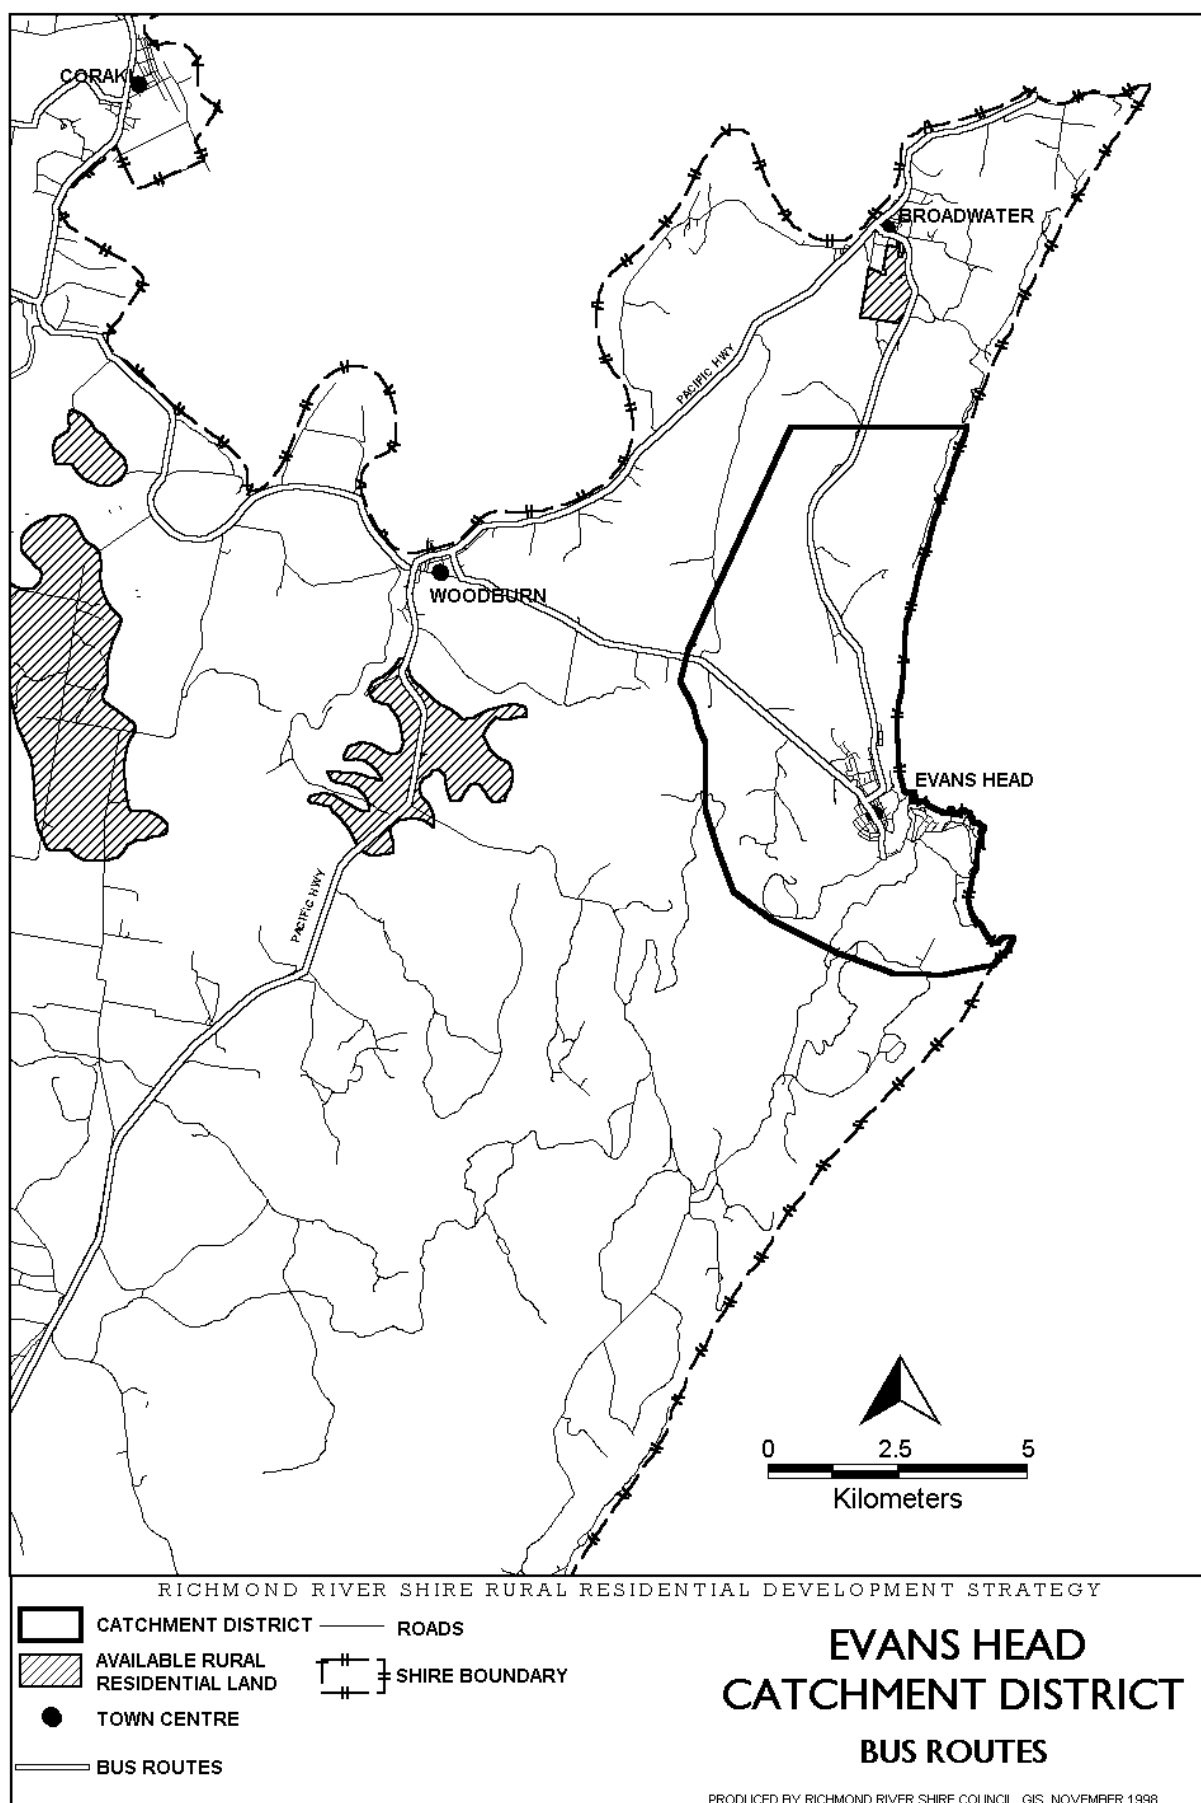 CORAKI
BROADWATER
PACIFIC HWY
WOODBURN
EVANS HEAD
PACIFIC HWY
0 2.5 5
Kilometers
RICHMOND RIVER SHIRE RURAL RESIDENTIAL DEVELOPMENT STRATEGY
CATCHMENT DISTRICT
ROADS
AVAILABLE RURAL
RESIDENTIAL LAND
SHIRE BOUNDARY
TOWN CENTRE
BUS ROUTES
EVANS HEAD
CATCHMENT DISTRICT
BUS ROUTES
PRODUCED BY RICHMOND RIVER SHIRE COUNCIL, GIS, NOVEMBER 1998